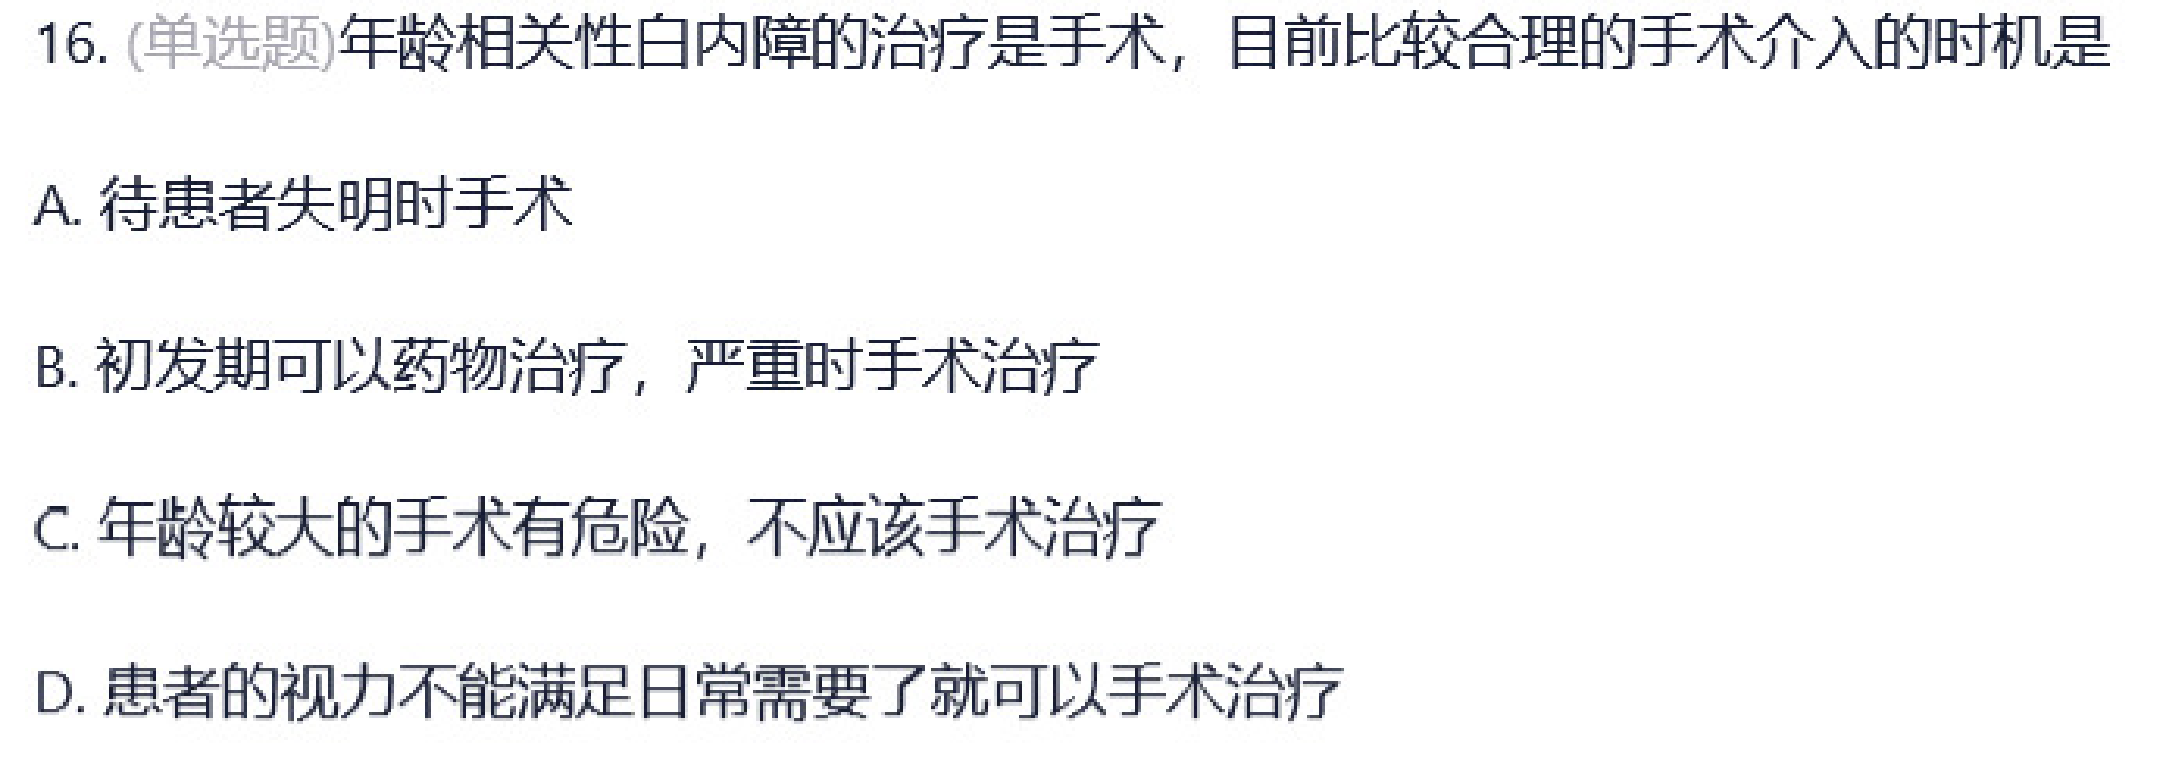 16. (单选题)年龄相关性白内障的治疗是手术，目前比较合理的手术介入的时机是
A. 待患者失明时手术
B. 初发期可以药物治疗，严重时手术治疗
C. 年龄较大的手术有危险，不应该手术治疗
D. 患者的视力不能满足日常需要了就可以手术治疗